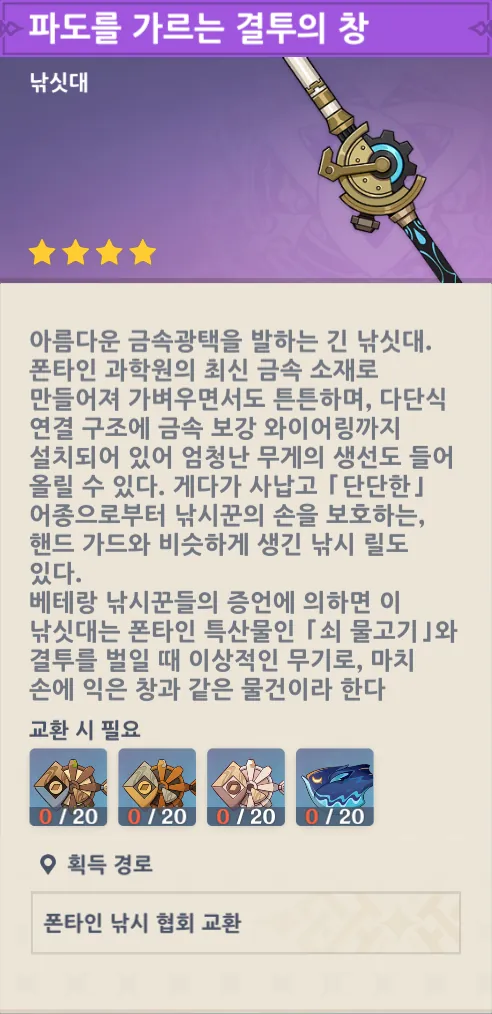 파도를 가르는 결투의 창
낚싯대
아름다운 금속광택을 발하는 긴 낚싯대.
폰타인 과학원의 최신 금속 소재로
만들어져 가벼우면서도 튼튼하며, 다단식
연결 구조에 금속 보강 와이어링까지
설치되어 있어 엄청난 무게의 생선도 들어
올릴 수 있다. 게다가 사납고 「단단한」
어종으로부터 낚시꾼의 손을 보호하는,
핸드 가드와 비슷하게 생긴 낚시 릴도
있다.
베테랑 낚시꾼들의 증언에 의하면 이
낚싯대는 폰타인 특산물인 「쇠 물고기」와
결투를 벌일 때 이상적인 무기로, 마치
손에 익은 창과 같은 물건이라 한다
교환 시 필요
0 / 20 0 / 20 0 / 20 0 / 20
획득 경로
폰타인 낚시 협회 교환